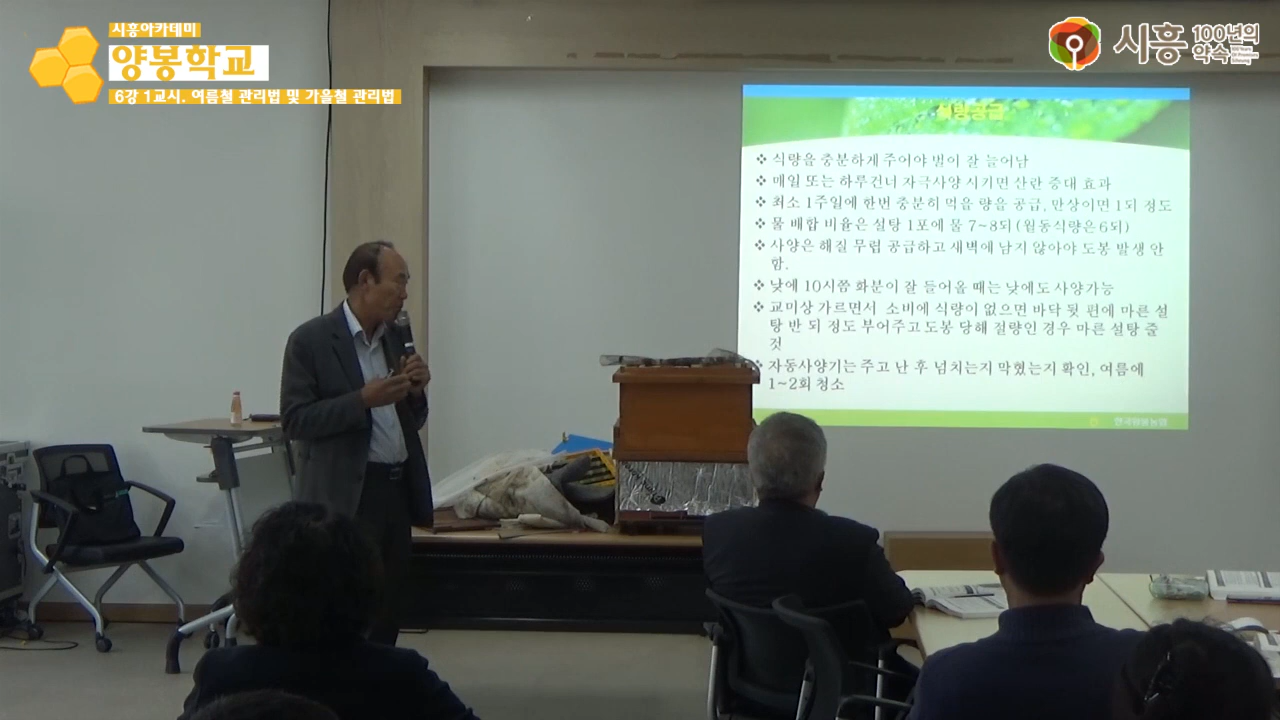 시흥아카데미
양봉학교
6강 1교시. 여름철 관리법 및 가을철 관리법
시흥 100년의 약속
식량공급
❖ 식량을 충분하게 주어야 벌이 잘 늘어남
❖ 매일 또는 하루건너 자극사양 시키면 산란 증대 효과
❖ 최소 1주일에 한번 충분히 먹을 량을 공급, 만상이면 1되 정도
❖ 물 배합 비율은 설탕 1포에 물 7~8되 (월동식량은 6되)
❖ 사양은 해질 무렵 공급하고 새벽에 남지 않아야 도봉 발생 안
함.
❖ 낮에 10시쯤 화분이 잘 들어올 때는 낮에도 사양가능
❖ 교미상 가르면서 소비에 식량이 없으면 바닥 뒷 편에 마른 설
탕 반 되 정도 부어주고 도봉 당해 절량인 경우 마른 설탕 줄
것
❖ 자동사양기는 주고 난 후 넘치는지 막혔는지 확인, 여름에
1~2회 청소